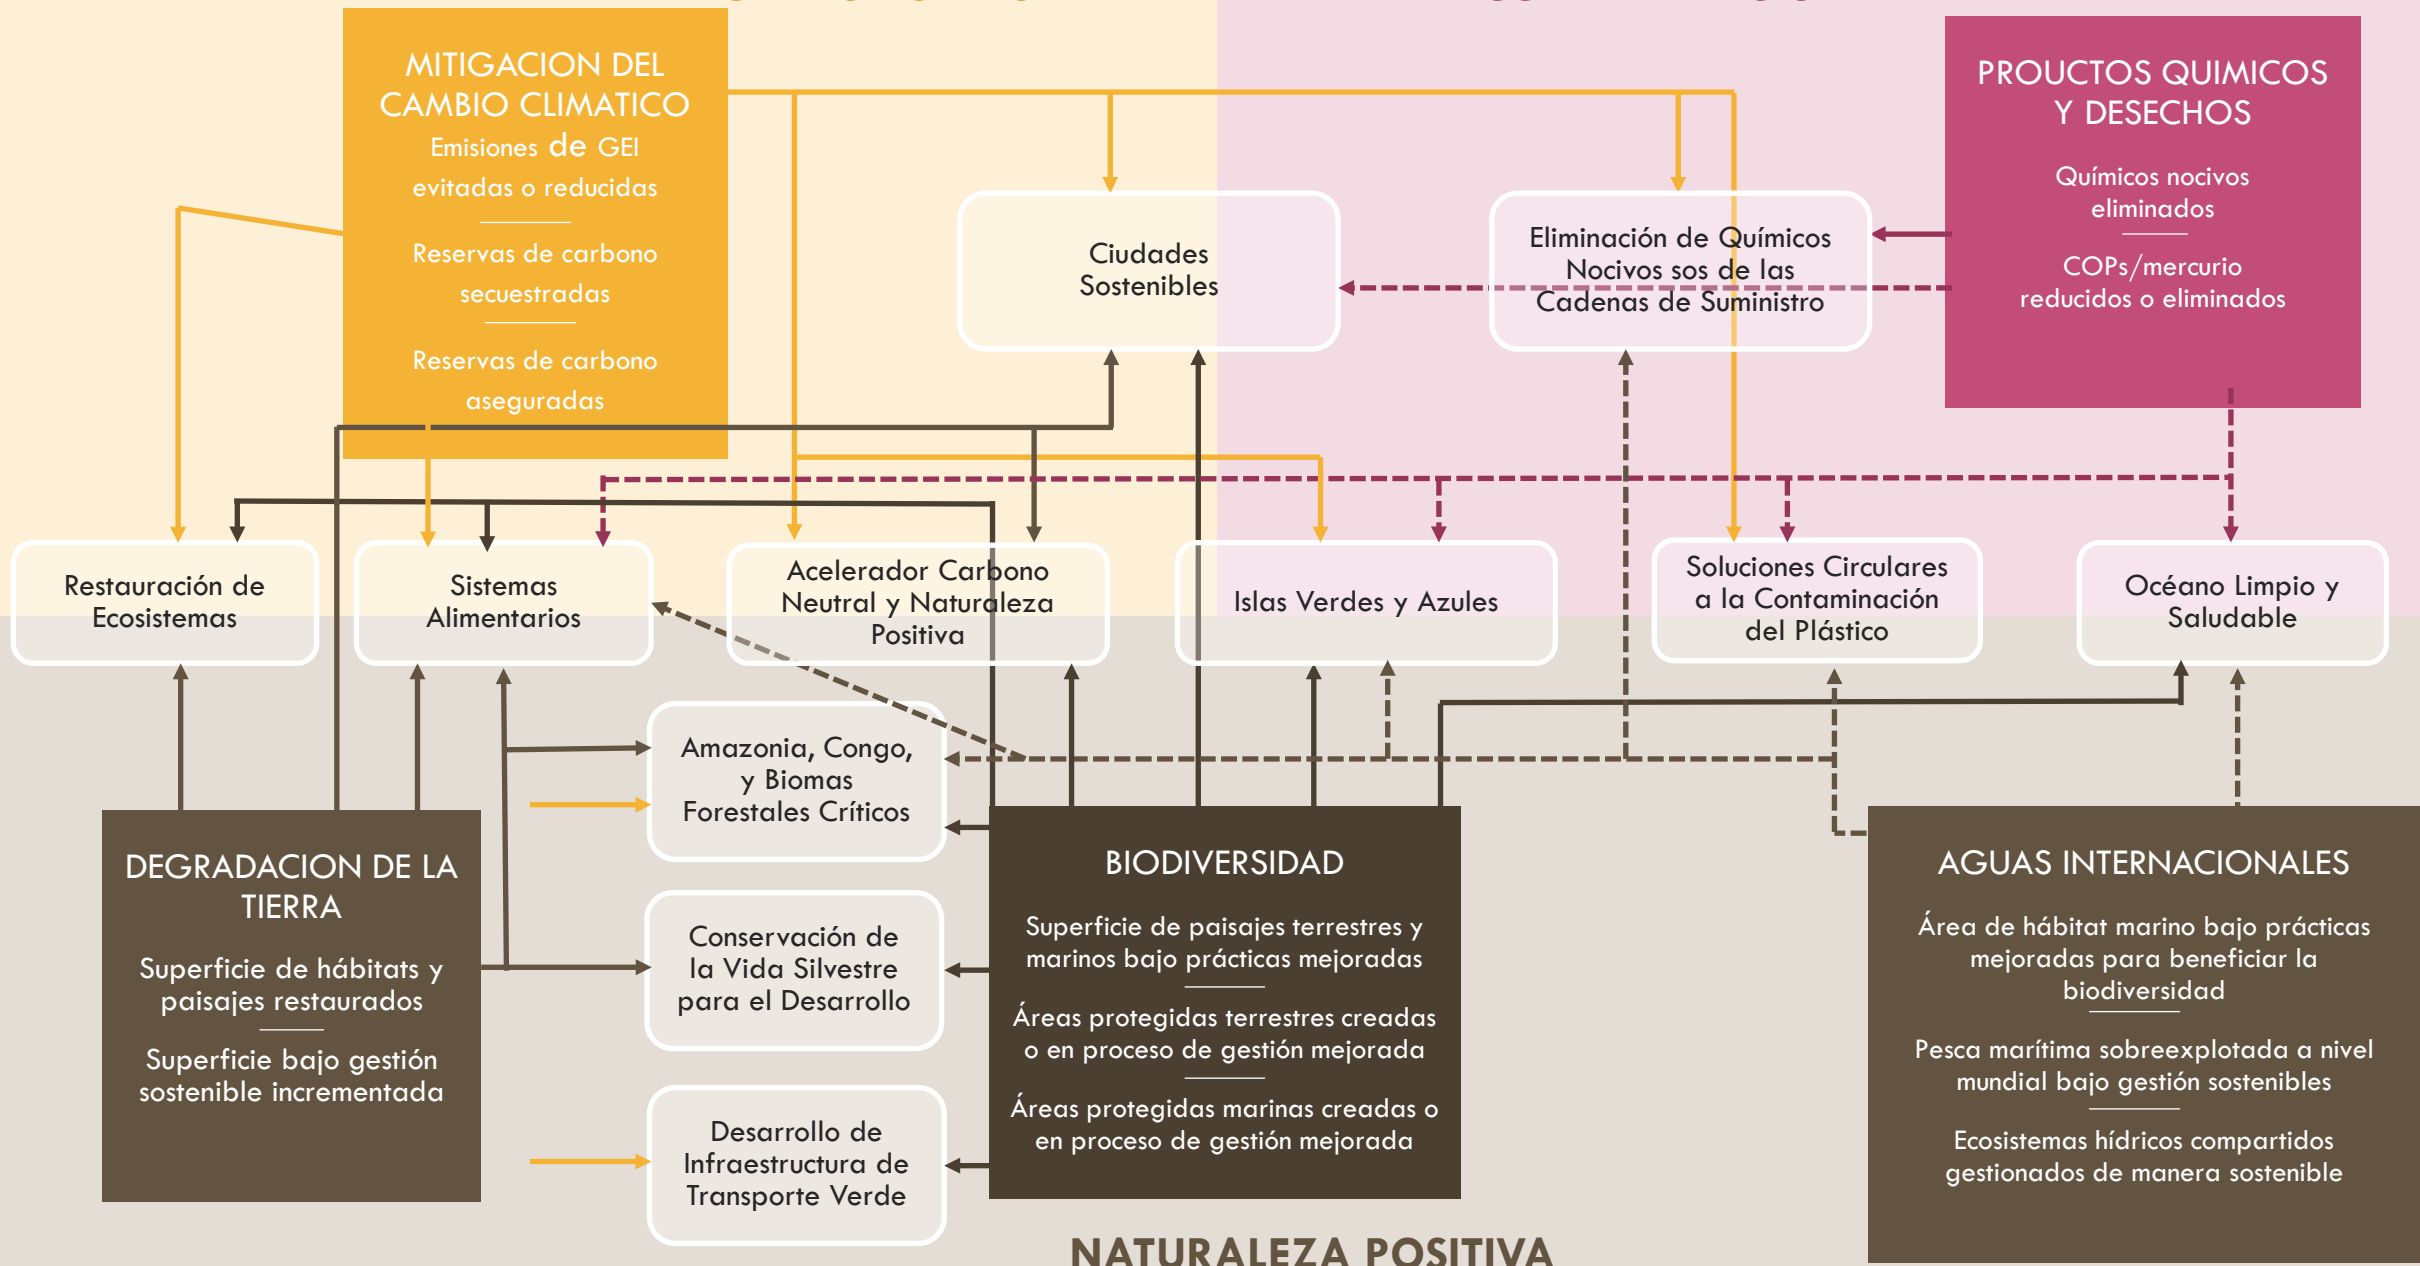 MITIGACION DEL
CAMBIO CLIMATICO
Emisiones de GEI
evitadas o reducidas
Reservas de carbono
secuestradas
Reservas de carbono
aseguradas
PROUCTOS QUIMICOS
Y DESECHOS
Químicos nocivos
eliminados
COPs/mercurio
reducidos o eliminados
Ciudades
Sostenibles
Eliminación de Químicos
Nocivos sos de las
Cadenas de Suministro
Restauración de
Ecosistemas
Sistemas
Alimentarios
Acelerador Carbono
Neutral y Naturaleza
Positiva
Islas Verdes y Azules
Soluciones Circulares
a la Contaminación
del Plástico
Océano Limpio y
Saludable
Amazonia, Congo,
y Biomas
Forestales Críticos
Conservación de
la Vida Silvestre
para el Desarrollo
Desarrollo de
Infraestructura de
Transporte Verde
DEGRADACION DE LA
TIERRA
Superficie de hábitats y
paisajes restaurados
Superficie bajo gestión
sostenible incrementada
BIODIVERSIDAD
Superficie de paisajes terrestres y
marinos bajo prácticas mejoradas
Áreas protegidas terrestres creadas
o en proceso de gestión mejorada
Áreas protegidas marinas creadas o
en proceso de gestión mejorada
AGUAS INTERNACIONALES
Área de hábitat marino bajo prácticas
mejoradas para beneficiar la
biodiversidad
Pesca marítima sobreexplotada a nivel
mundial bajo gestión sostenibles
Ecosistemas hídricos compartidos
gestionados de manera sostenible
NATURALEZA POSITIVA